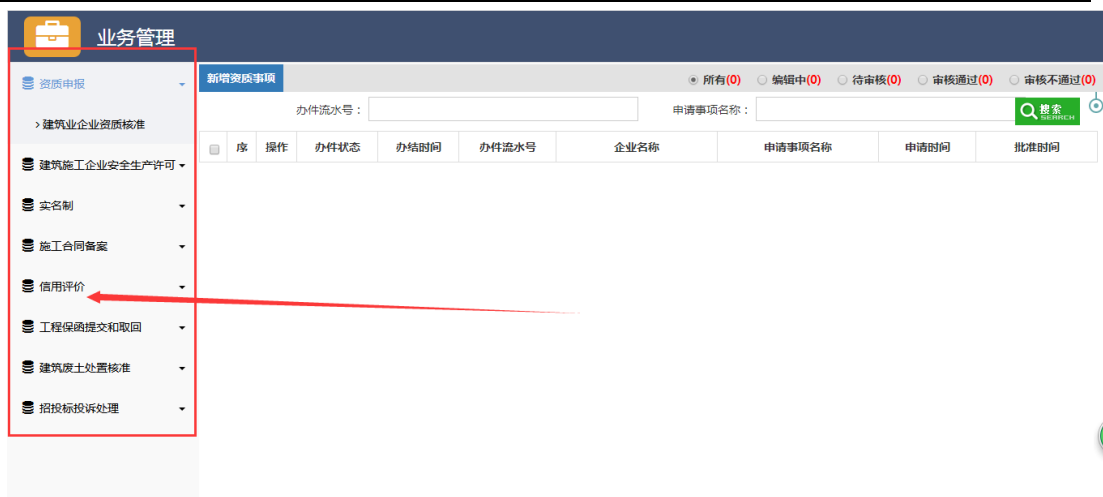 业务管理
资质申报
新增资质事项
所有(0) 编辑中(0) 待审核(0) 审核通过(0) 审核不通过(0)
办件流水号：
申请事项名称：
搜索
SEARCH
>建筑业企业资质核准
序 操作 办件状态 办结时间 办件流水号 企业名称 申请事项名称 申请时间 批准时间
建筑施工企业安全生产许可
实名制
施工合同备案
信用评价
工程保函提交和取回
建筑废土处置核准
招投标投诉处理